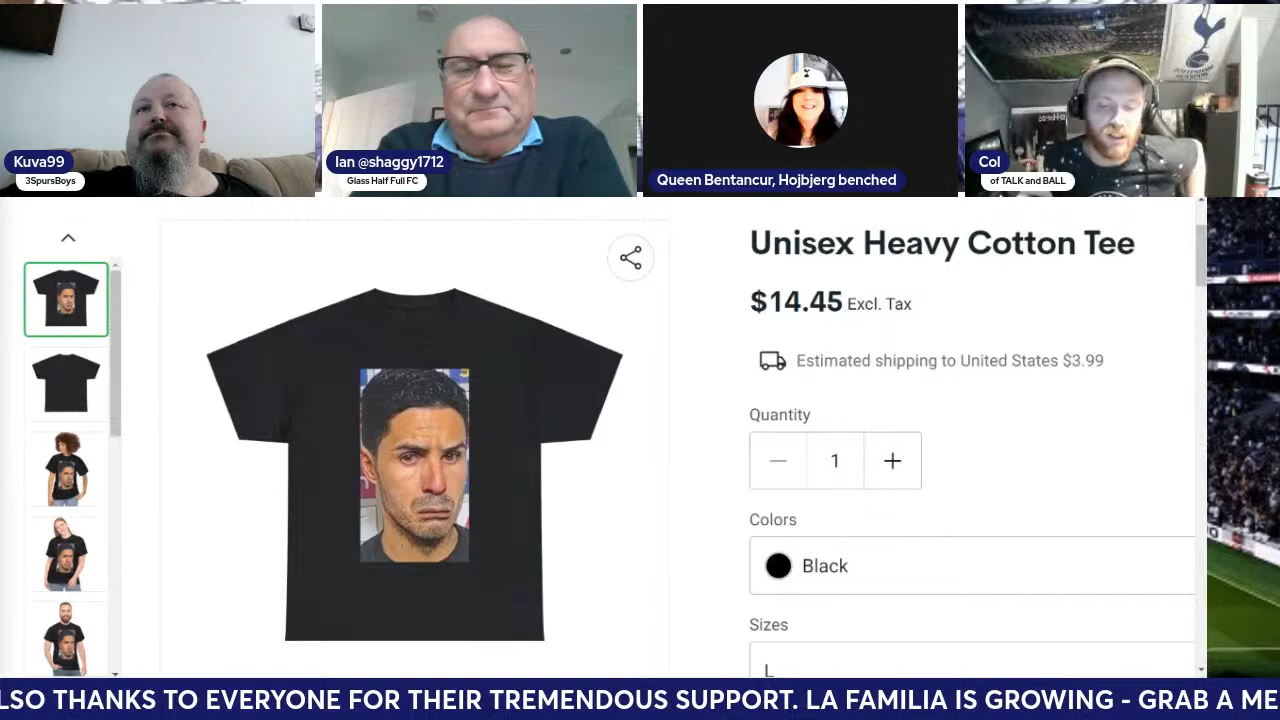 Kuva99
3SpursBoys
Ian @shaggy1712
Glass Half Full FC
Queen Bentancur, Hojbjerg benched
Col
of TALK and BALL
Unisex Heavy Cotton Tee
$14.45 Excl. Tax
Estimated shipping to United States $3.99
Quantity
1
Colors
Black
Sizes
L
LSO THANKS TO EVERYONE FOR THEIR TREMENDOUS SUPPORT. LA FAMILIA IS GROWING - GRAB A ME